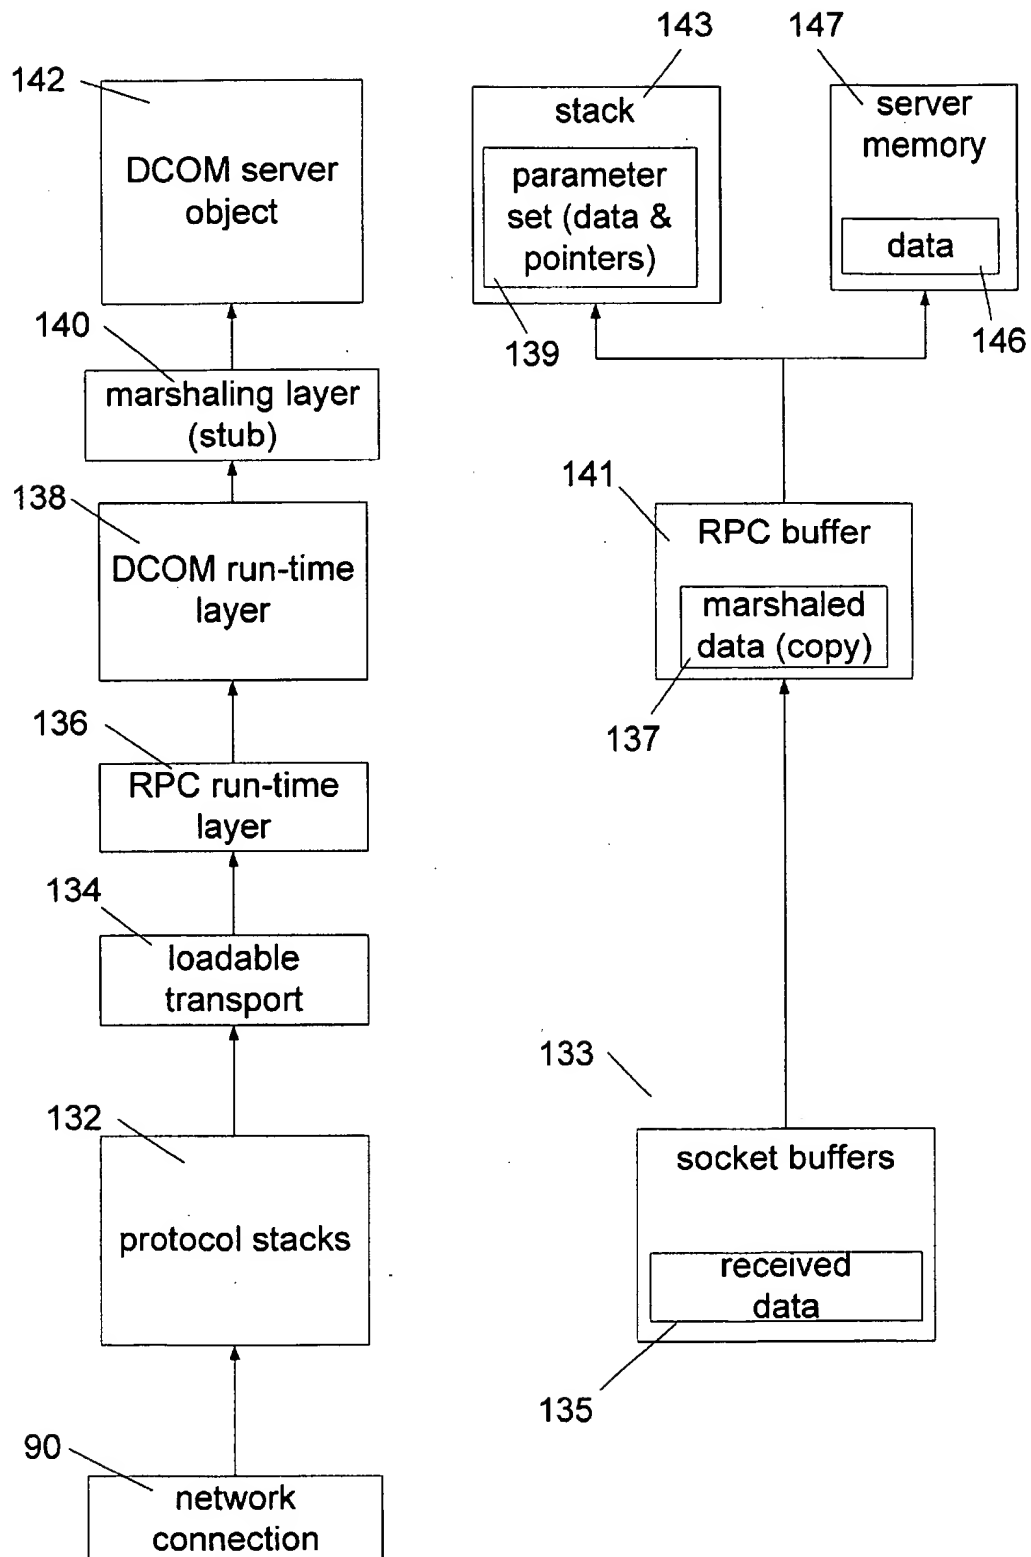 143
147
142
DCOM server
object
stack
parameter
set (data &
pointers)
139
server
memory
data
146
140
marshaling layer
(stub)
138
DCOM run-time
layer
141
RPC buffer
marshaled
data (copy)
137
136
RPC run-time
layer
134
loadable
transport
133
132
protocol stacks
socket buffers
received
data
135
90
network
connection